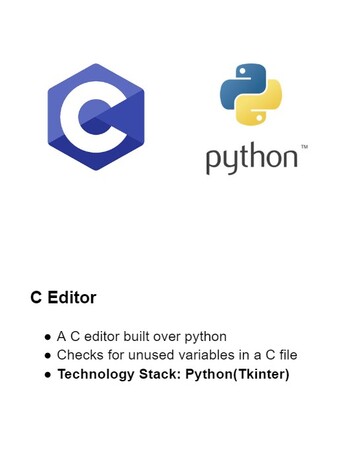 C
python™
C Editor
● A C editor built over python
● Checks for unused variables in a C file
● Technology Stack: Python(Tkinter)